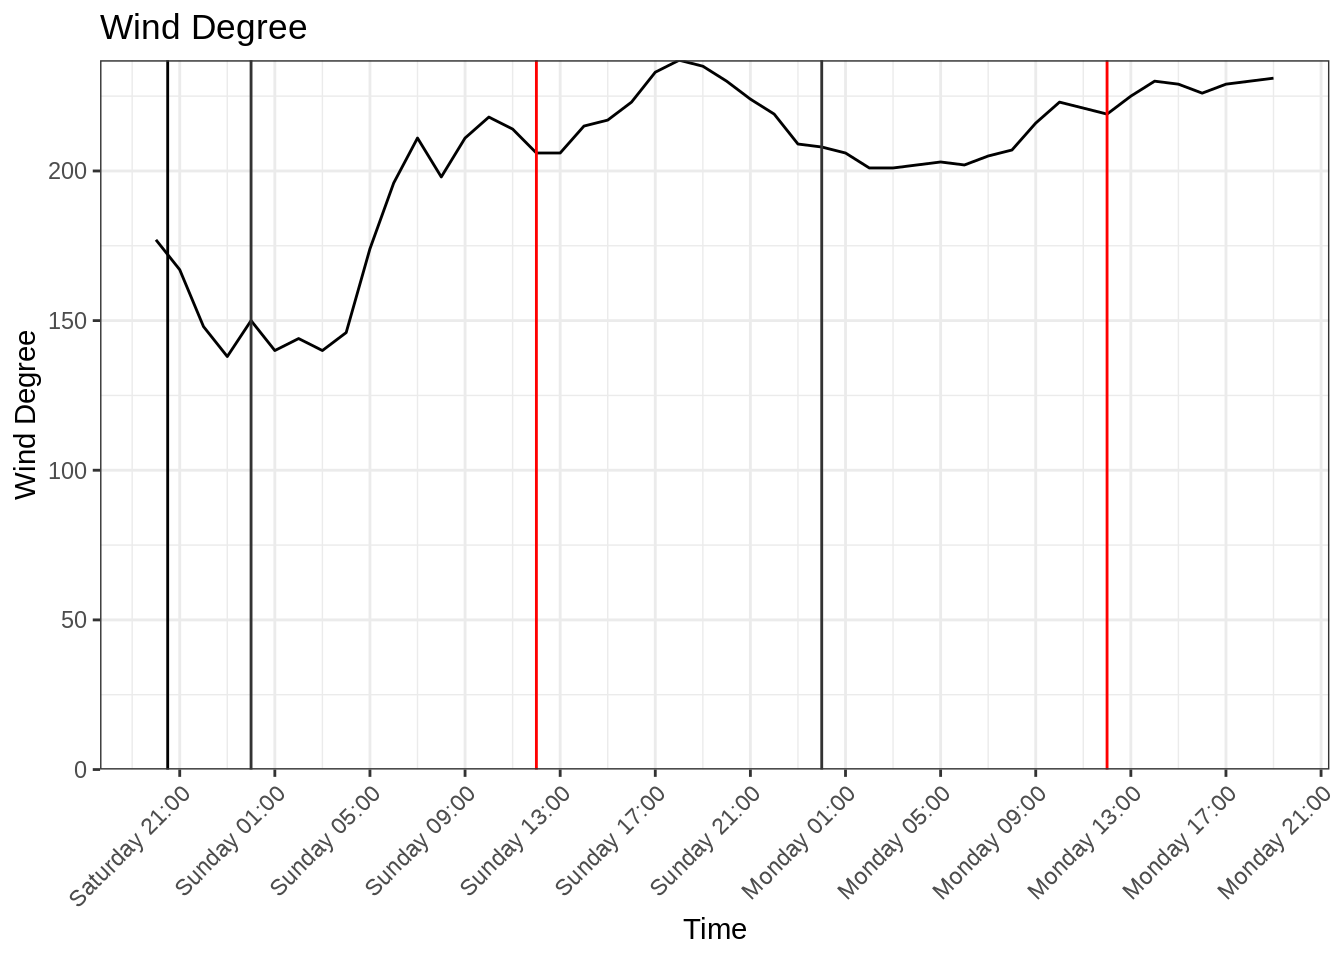 Wind Degree
Wind Degree
200
150
100
50
0
Saturday 21:00
Sunday 01:00
Sunday 05:00
Sunday 09:00
Sunday 13:00
Sunday 17:00
Sunday 21:00
Monday 01:00
Monday 05:00
Monday 09:00
Monday 13:00
Monday 17:00
Monday 21:00
Time